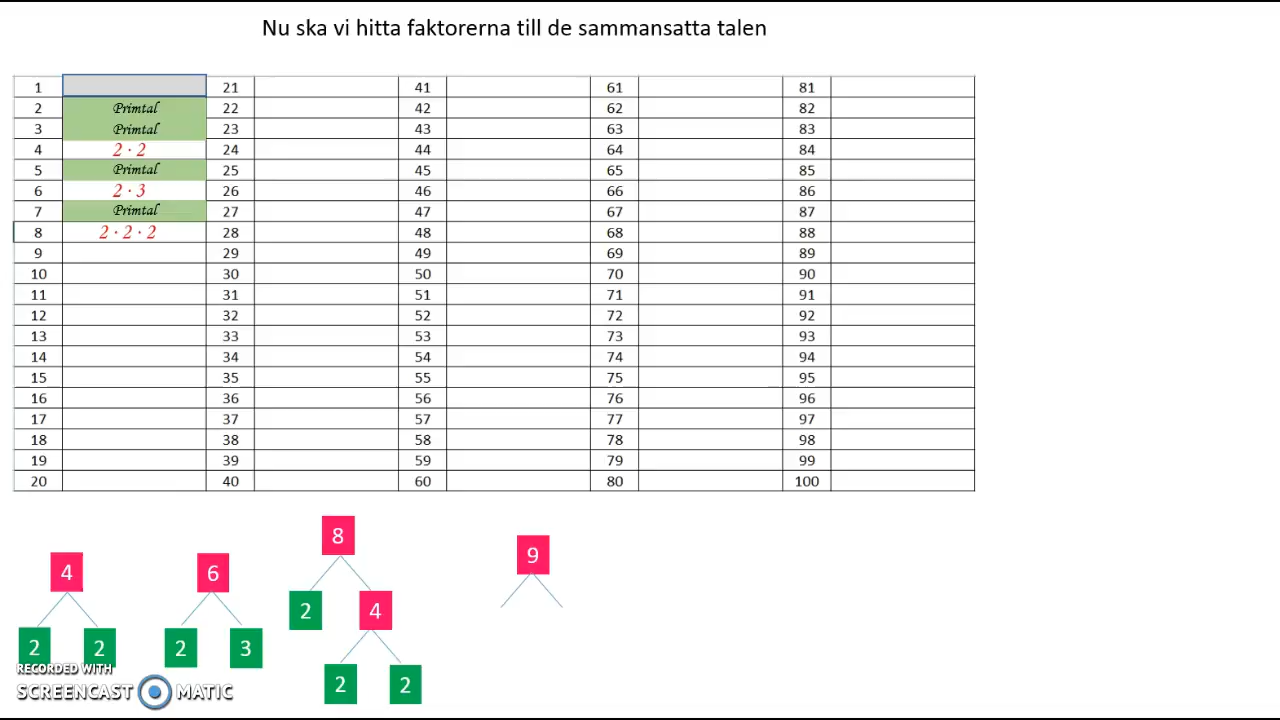 Nu ska vi hitta faktorerna till de sammansatta talen
1 21 41 61 81
2 Primtal 22 42 62 82
3 Primtal 23 43 63 83
4 2 · 2 24 44 64 84
5 Primtal 25 45 65 85
6 2 · 3 26 46 66 86
7 Primtal 27 47 67 87
8 2 · 2 · 2 28 48 68 88
9 29 49 69 89
10 30 50 70 90
11 31 51 71 91
12 32 52 72 92
13 33 53 73 93
14 34 54 74 94
15 35 55 75 95
16 36 56 76 96
17 37 57 77 97
18 38 58 78 98
19 39 59 79 99
20 40 60 80 100
8
9
4 6
2 4
2 2 2 3
2 2
RECORDED WITH
SCREENCAST MATIC